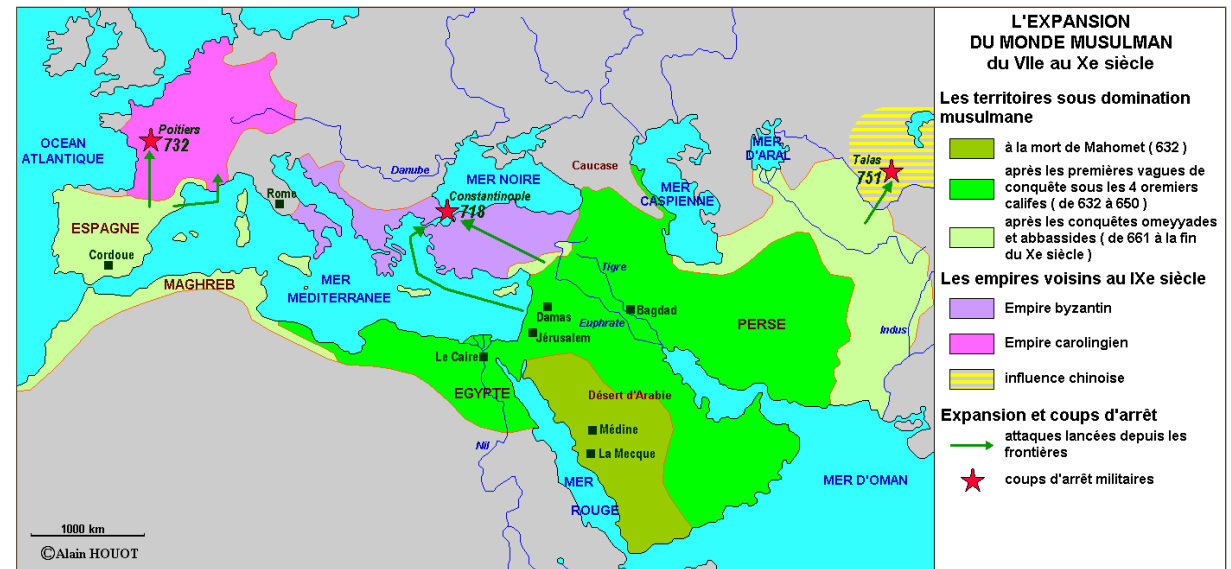 L'EXPANSION
DU MONDE MUSULMAN
du VIIe au Xe siècle
Les territoires sous domination
musulmane
à la mort de Mahomet ( 632 )
après les premières vagues de
conquête sous les 4 oremiers
califes ( de 632 à 650 )
après les conquêtes omeyyades
et abbassides ( de 661 à la fin
du Xe siècle )
Les empires voisins au IXe siècle
Empire byzantin
Empire carolingien
influence chinoise
Expansion et coups d'arrêt
attaques lancées depuis les
frontières
coups d'arrêt militaires
OCEAN
ATLANTIQUE
Poitiers
732
Danube
MER NOIRE
Constantinople
718
Caucase
MER
CASPIENNE
MER
D'ARAL
Talas
751
Rome
ESPAGNE
Cordoue
MAGHREB
MER
MEDITERRANEE
Tigre
Euphrate
Bagdad
Damas
Jérusalem
PERSE
Indus
Le Caire
EGYPTE
Désert d'Arabie
Médine
La Mecque
Nil
MER
ROUGE
MER D'OMAN
1000 km
©Alain HOUOT